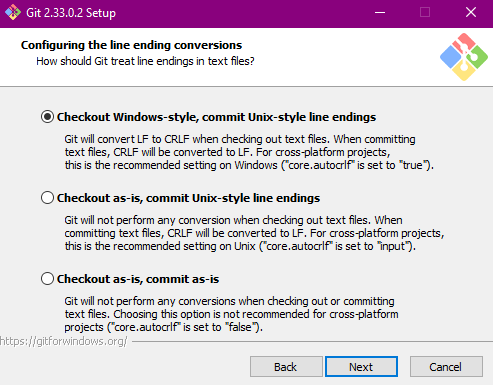 Git 2.33.0.2 Setup
Configuring the line ending conversions
How should Git treat line endings in text files?
Checkout Windows-style, commit Unix-style line endings
Git will convert LF to CRLF when checking out text files. When committing
text files, CRLF will be converted to LF. For cross-platform projects,
this is the recommended setting on Windows ("core.autocrlf" is set to "true").
Checkout as-is, commit Unix-style line endings
Git will not perform any conversion when checking out text files. When
committing text files, CRLF will be converted to LF. For cross-platform projects,
this is the recommended setting on Unix ("core.autocrlf" is set to "input").
Checkout as-is, commit as-is
Git will not perform any conversions when checking out or committing
text files. Choosing this option is not recommended for cross-platform
projects ("core.autocrlf" is set to "false").
https://gitforwindows.org/
Back Next Cancel